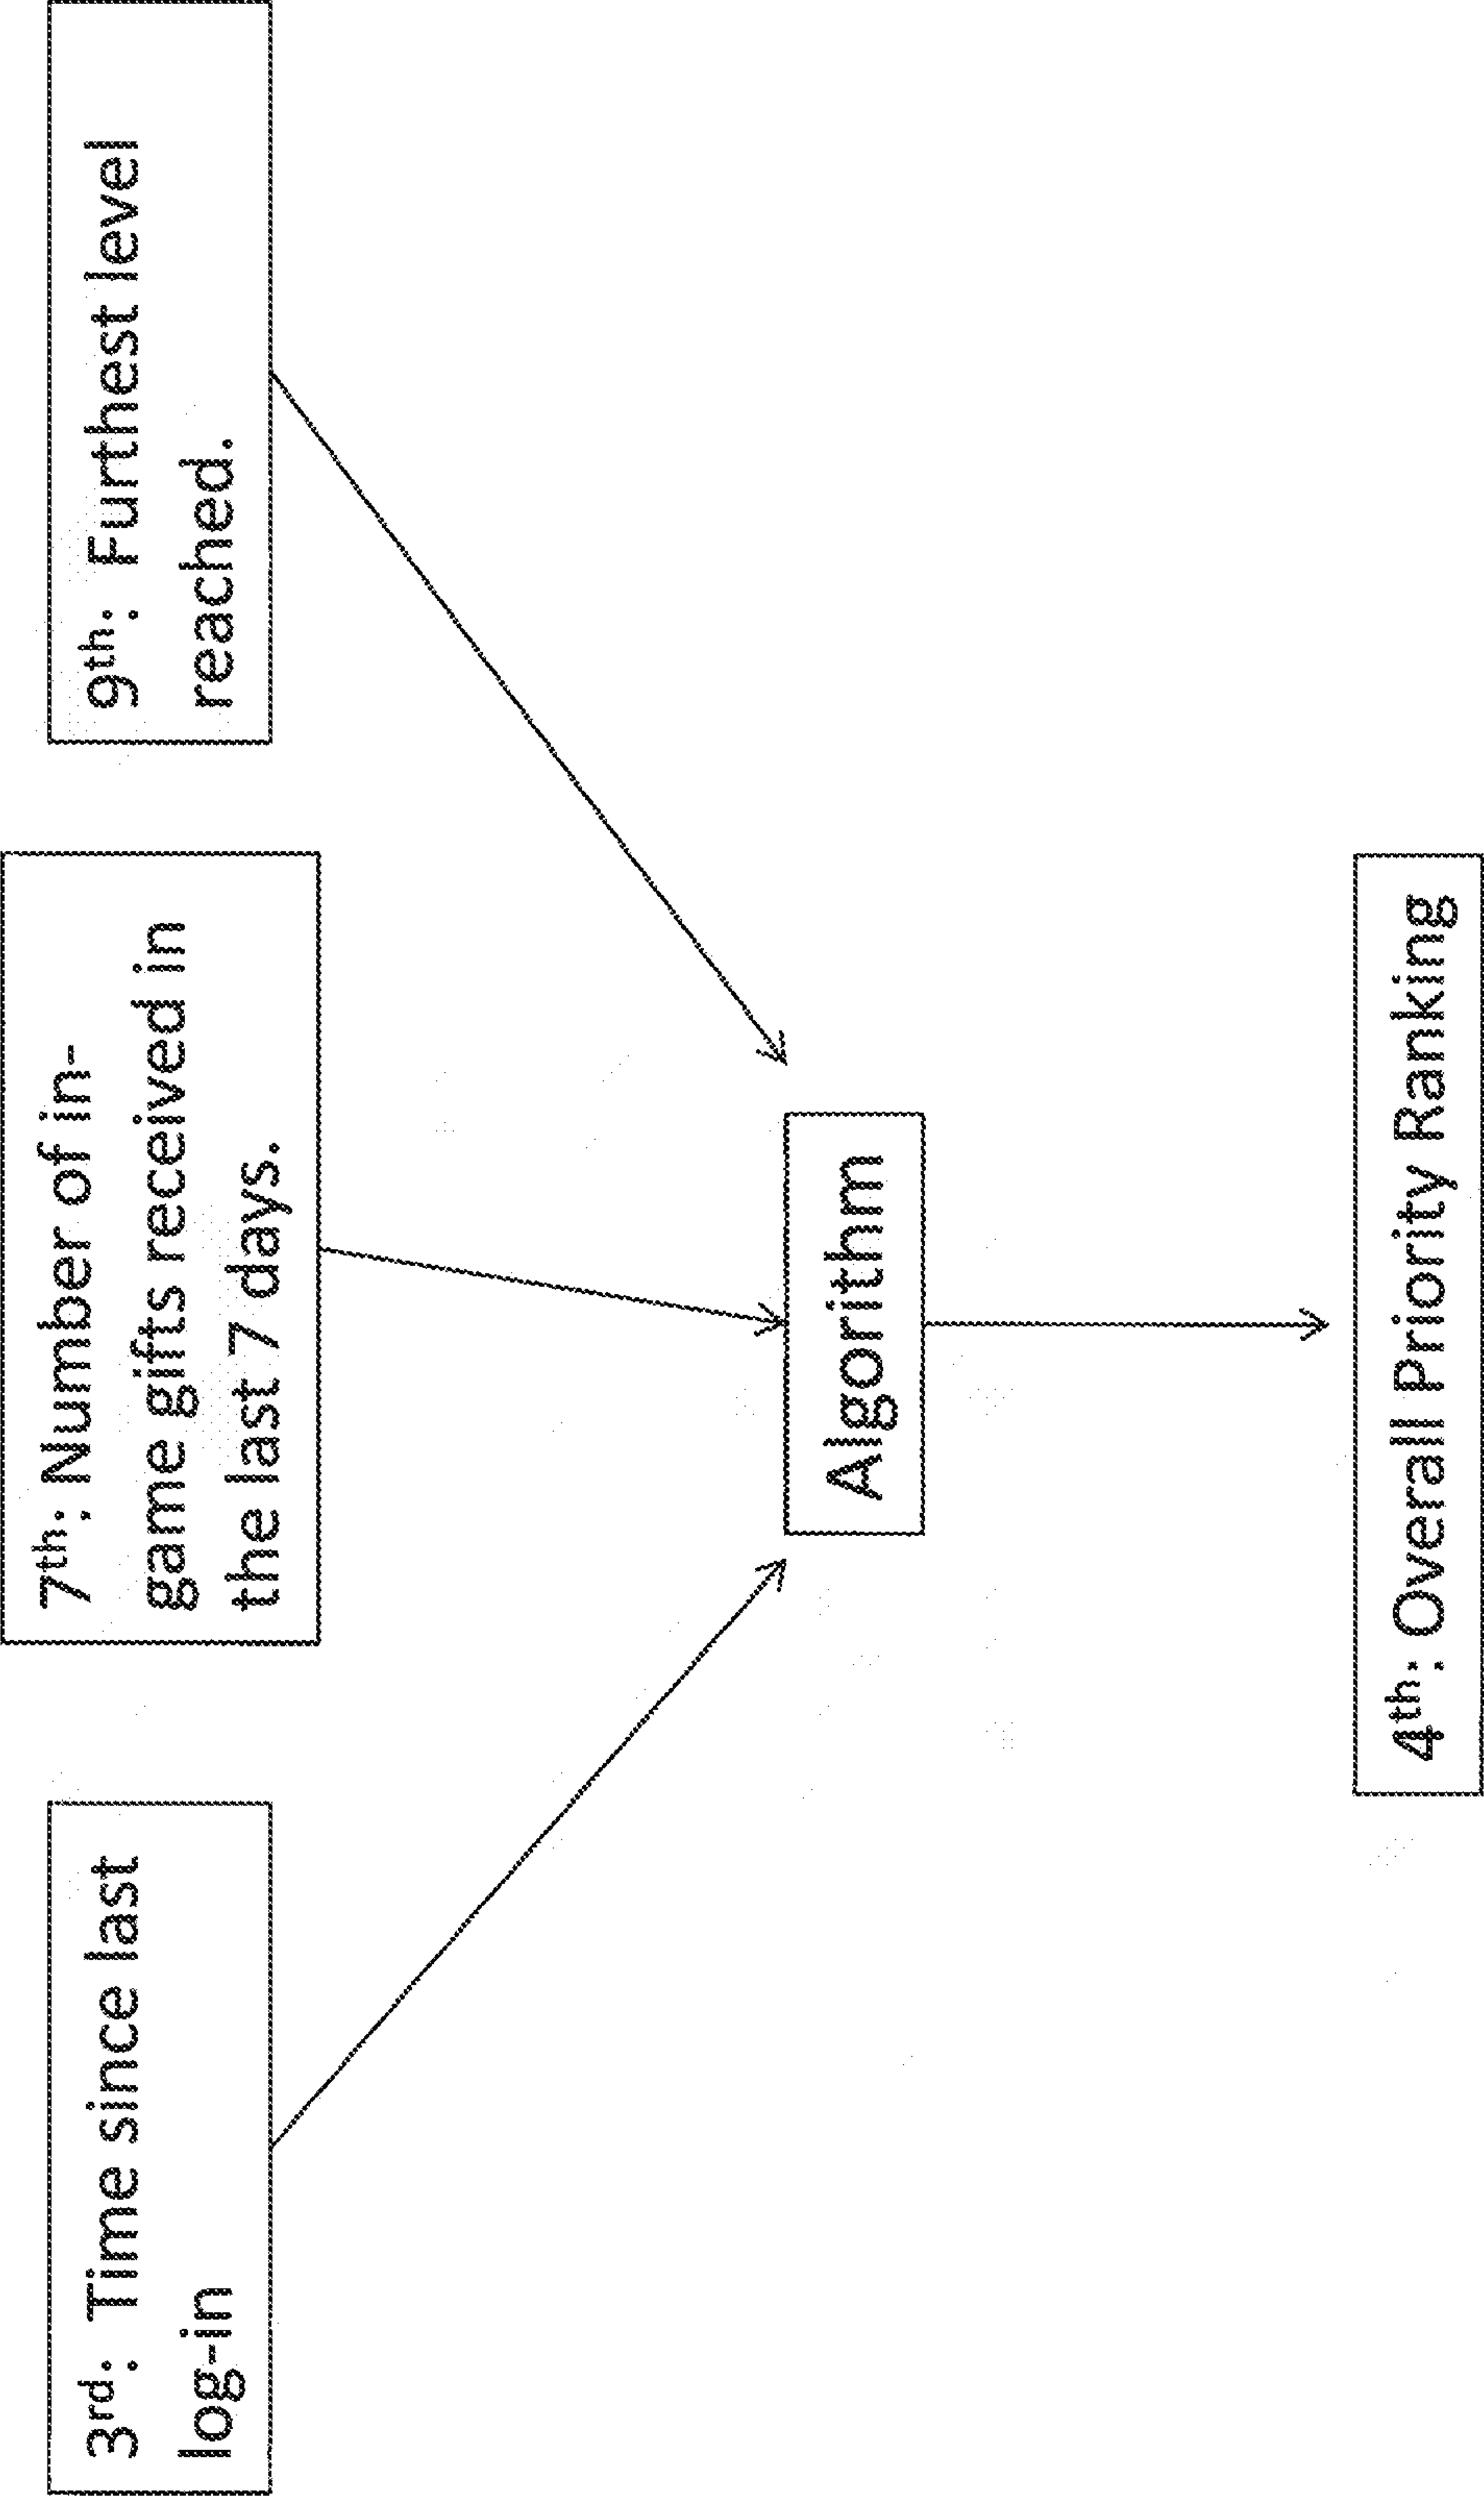 3rd: Time since last
log-in
7th: Number of in-
game gifts received in
the last 7 days.
9th: Furthest level
reached.
Algorithm
4th: Overall Priority Ranking